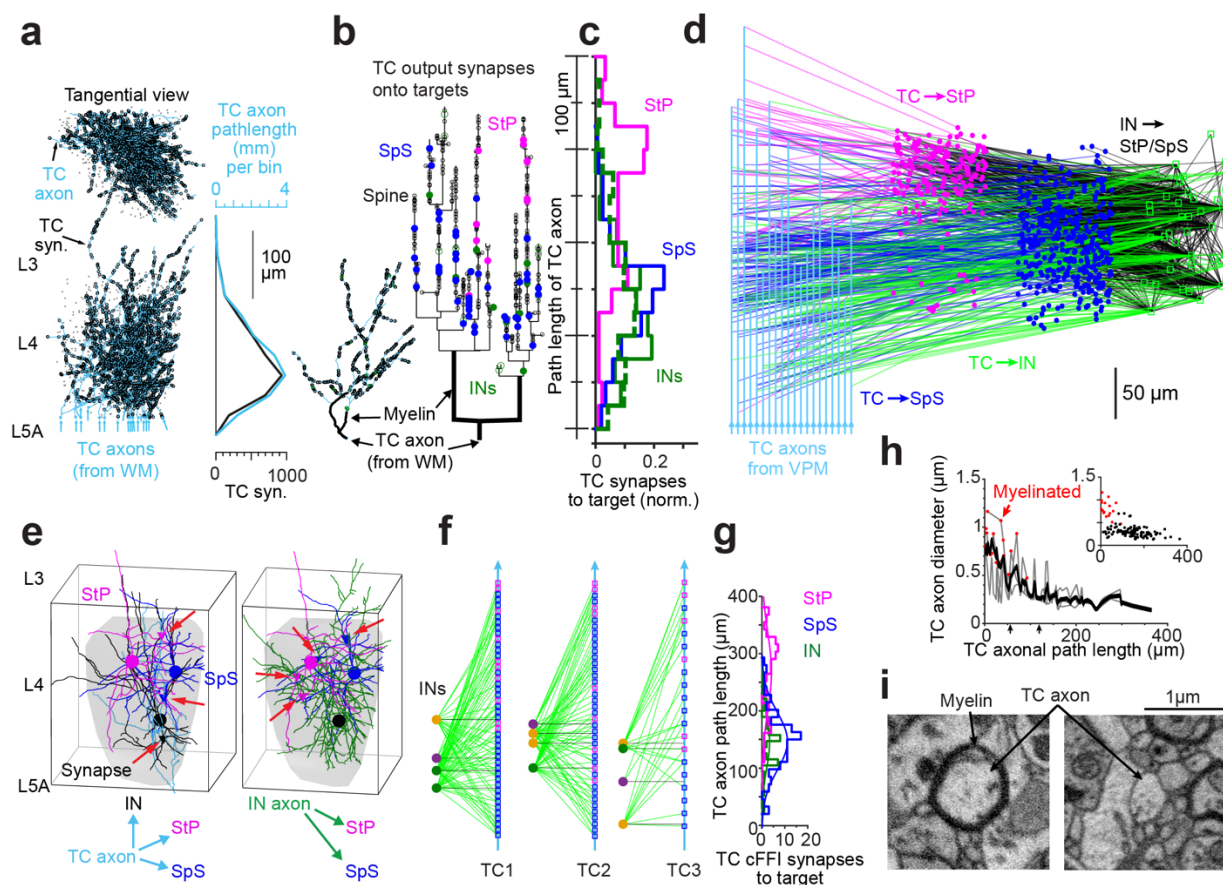 a
Tangential view
TC axon
pathlength
(mm)
per bin
TC
axon
0 4
TC
syn.
100
µm
L3
L4
L5A
TC axons
(from WM)
0 1000
TC syn.
b
TC output synapses
onto targets
StP
SpS
Spine
INs
Myelin
TC axon
(from WM)
c
100 µm
StP
SpS
INs
Path length of TC axon
0 0.2
TC synapses
to target (norm.)
d
TC StP
IN
StP/SpS
TC IN
TC SpS
50 µm
TC axons
from VPM
e
L3
StP
L4
SpS
Synapse
L5A
IN
StP
TC axon
SpS
IN axon
StP
SpS
f
INs
TC1 TC2 TC3
g
400
StP
SpS
IN
300
200
100
0
TC axon path length (µm)
0 10 20
TC cFFI synapses
to target
h
1.5
Myelinated
1
0.5
0
TC axon diameter (µm)
1.5
0
0 400
0 200 400
TC axonal path length (µm)
i
Myelin
TC axon
1µm